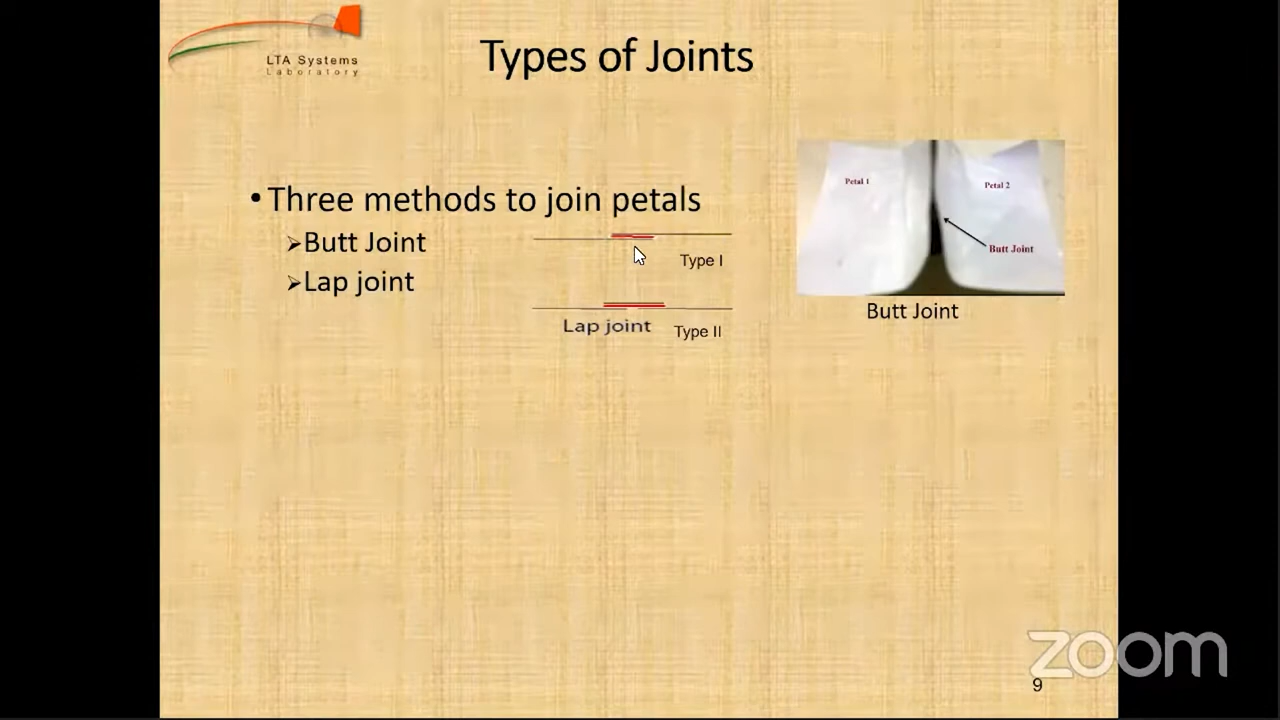 LTA Systems
Laboratory
Types of Joints
• Three methods to join petals
➢Butt Joint
➢Lap joint
Type I
Lap joint
Type II
Petal 1
Petal 2
Butt Joint
Butt Joint
zoom
9